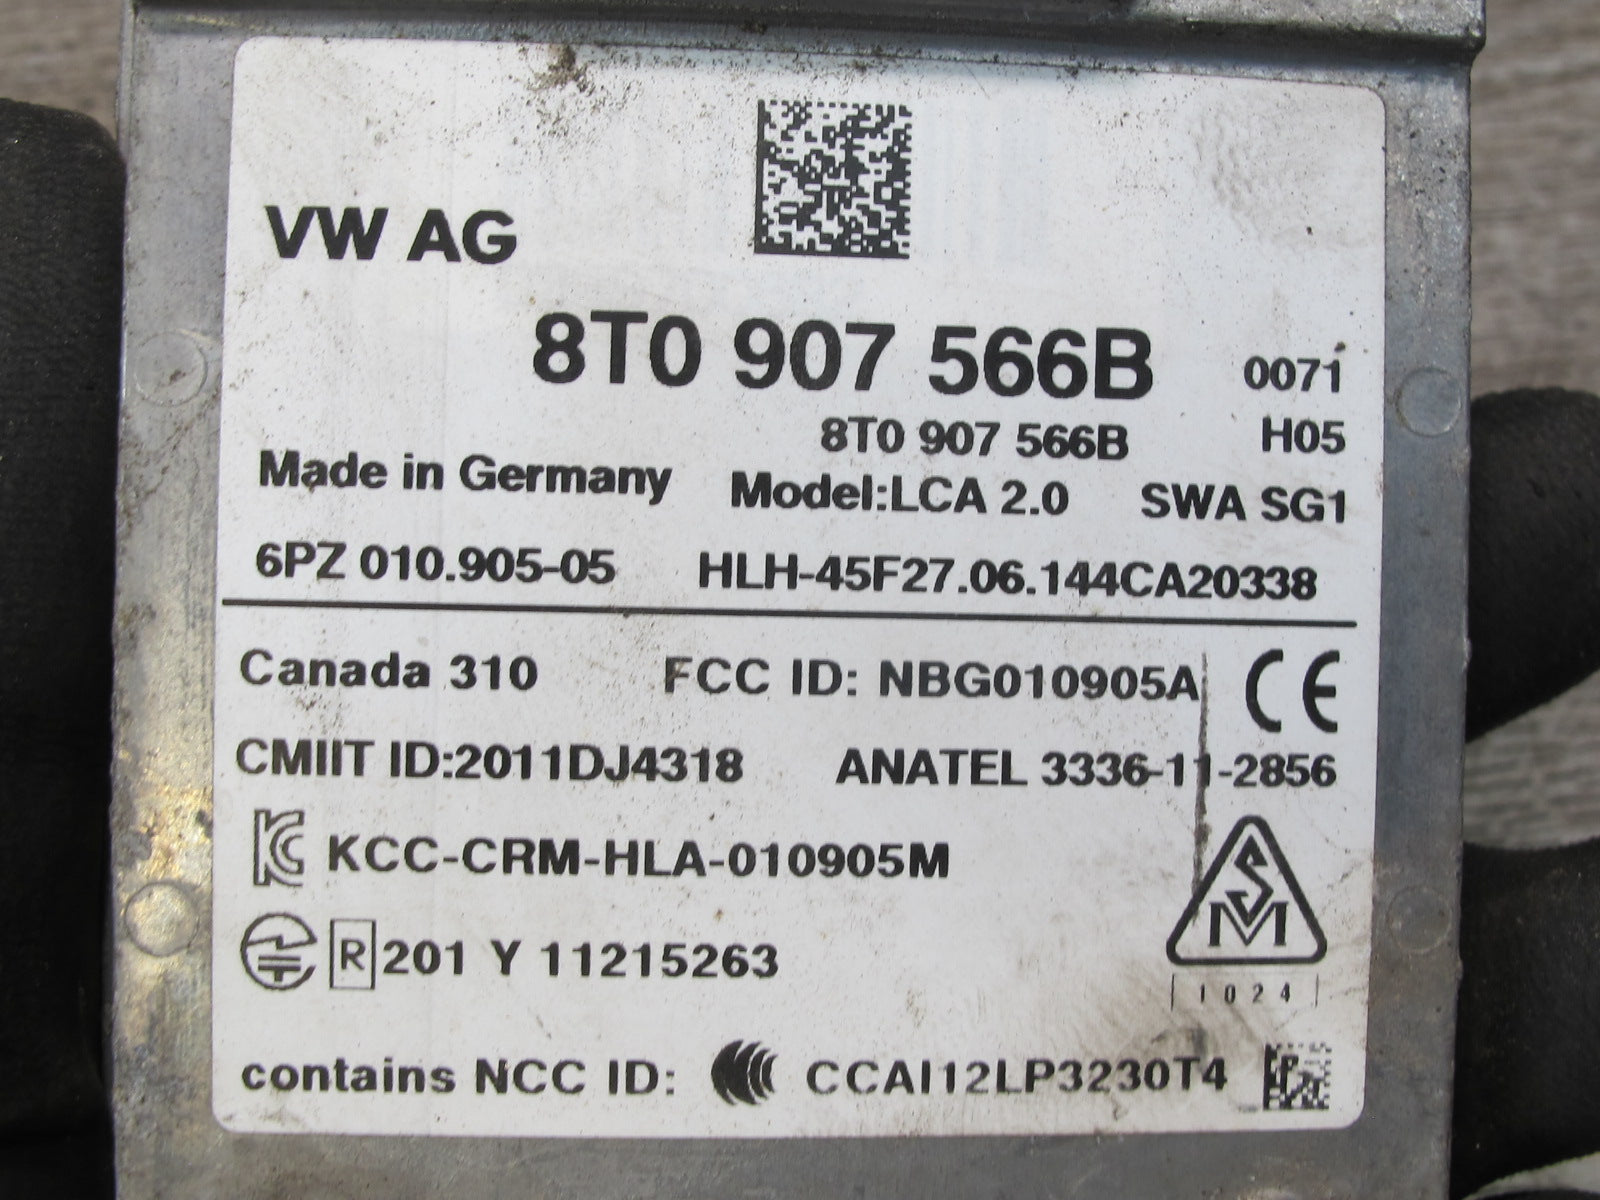 VW AG
8T0 907 566B 0071
8T0 907 566B H05
Made in Germany Model:LCA 2.0 SWA SG1
6PZ 010.905-05 HLH-45F27.06.144CA20338
Canada 310 FCC ID: NBG010905A CE
CMIIT ID:2011DJ4318 ANATEL 3336-11-2856
KC KCC-CRM-HLA-010905M
R 201 Y 11215263
SM
1024
contains NCC ID: CCAI12LP3230T4